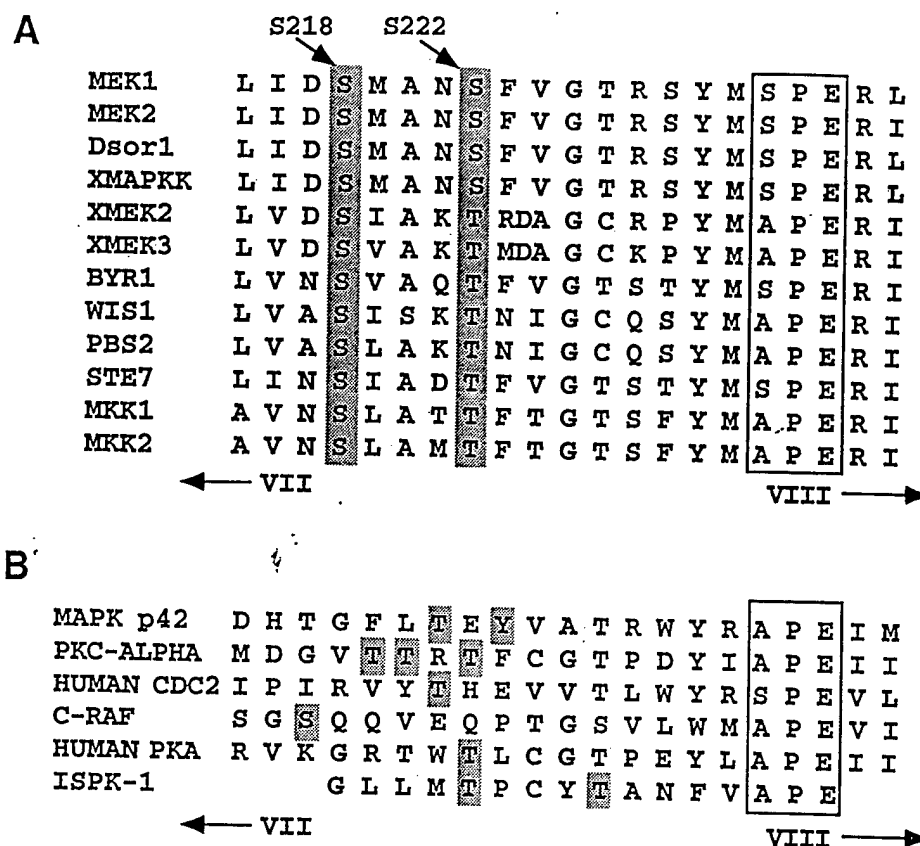 A
S218 S222
MEK1 L I D S M A N S F V G T R S Y M S P E R L
MEK2 L I D S M A N S F V G T R S Y M S P E R I
Dsor1 L I D S M A N S F V G T R S Y M S P E R L
XMAPKK L I D S M A N S F V G T R S Y M S P E R L
XMEK2 L V D S I A K T RDA G C R P Y M A P E R I
XMEK3 L V D S V A K T MDA G C K P Y M A P E R I
BYR1 L V N S V A Q T F V G T S T Y M S P E R I
WIS1 L V A S I S K T N I G C Q S Y M A P E R I
PBS2 L V A S L A K T N I G C Q S Y M A P E R I
STE7 L I N S I A D T F V G T S T Y M S P E R I
MKK1 A V N S L A T T F T G T S F Y M A P E R I
MKK2 A V N S L A M T F T G T S F Y M A P E R I
VII VIII
B
MAPK p42 D H T G F L T E Y V A T R W Y R A P E I M
PKC-ALPHA M D G V T T R T F C G T P D Y I A P E I I
HUMAN CDC2 I P I R V Y T H E V V T L W Y R S P E V L
C-RAF S G S Q Q V E Q P T G S V L W M A P E V I
HUMAN PKA R V K G R T W T L C G T P E Y L A P E I I
ISPK-1 G L L M T P C Y T A N F V A P E
VII VIII